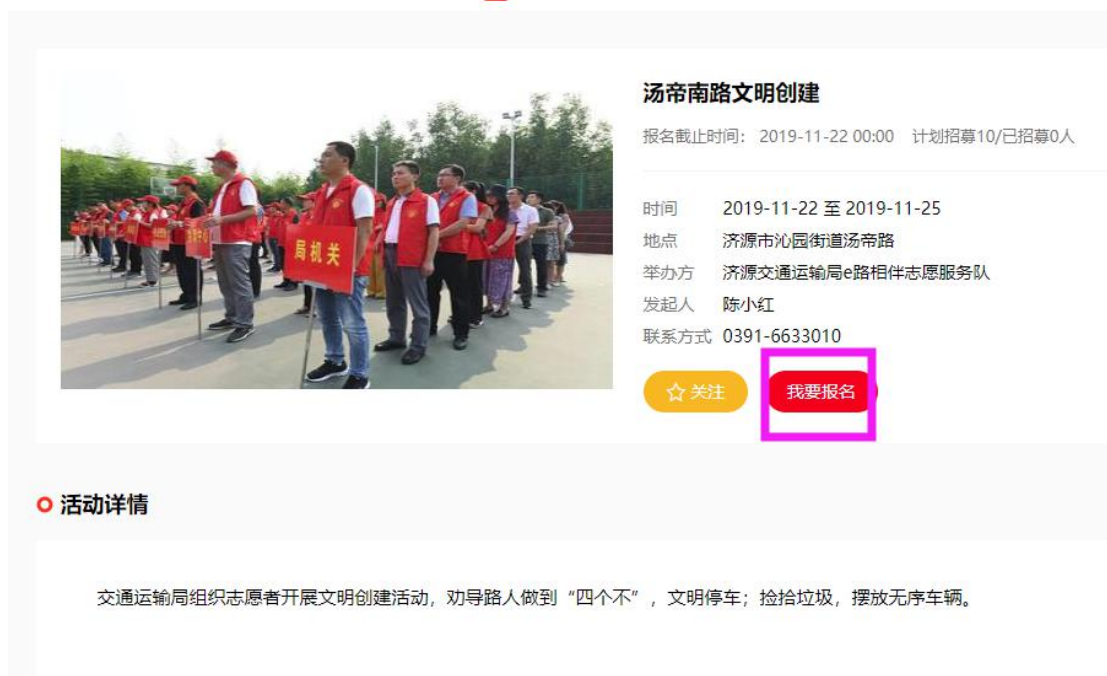 汤帝南路文明创建
报名截止时间： 2019-11-22 00:00 计划招募10/已招募0人
时间 2019-11-22 至 2019-11-25
地点 济源市沁园街道汤帝路
举办方 济源交通运输局e路相伴志愿服务队
发起人 陈小红
联系方式 0391-6633010
局机关
☆ 关注 我要报名
活动详情
交通运输局组织志愿者开展文明创建活动，劝导路人做到“四个不”，文明停车；捡拾垃圾，摆放无序车辆。